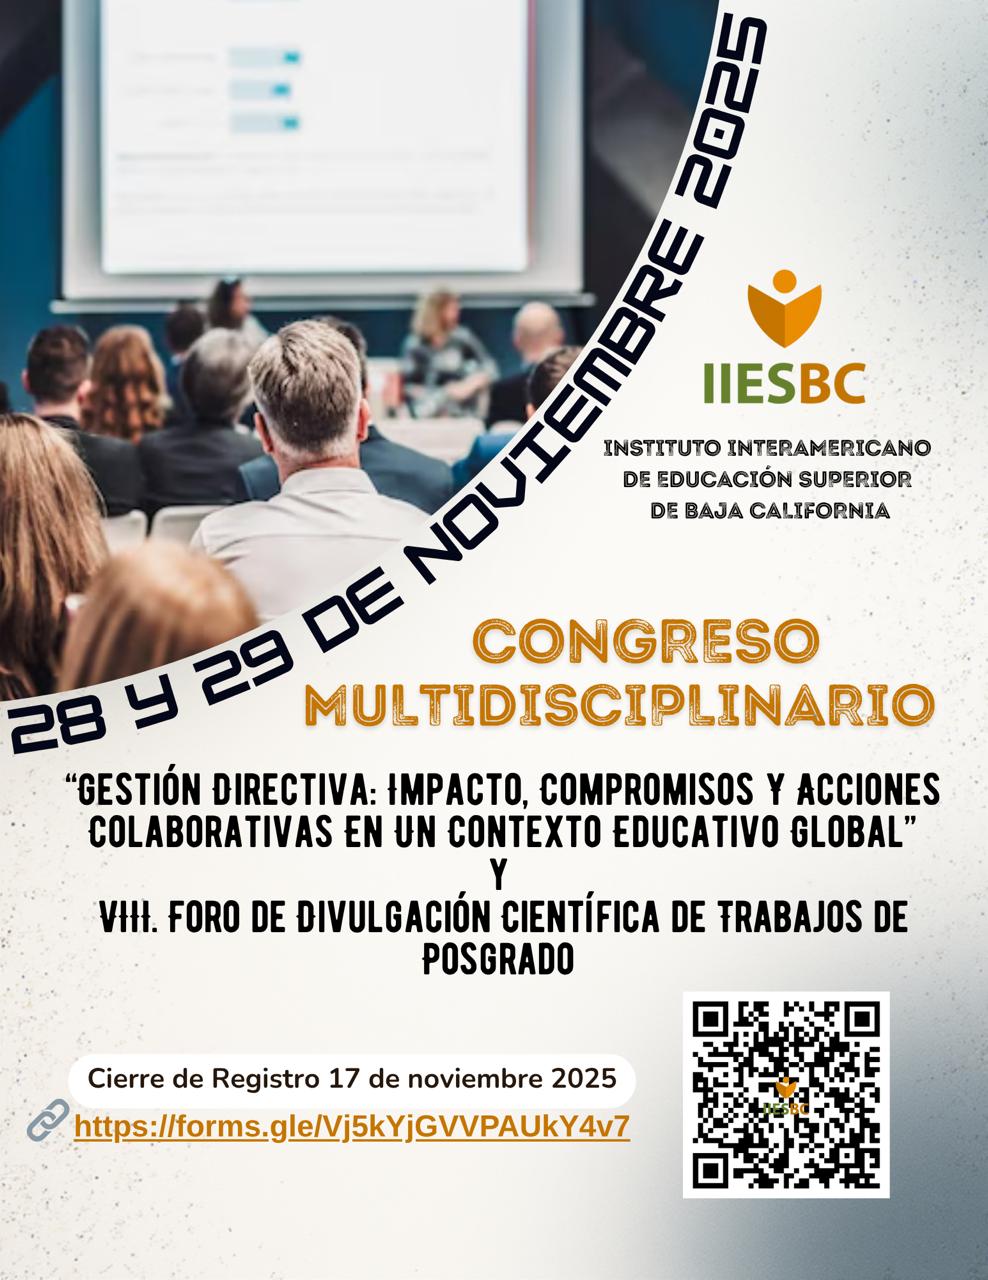 28 Y 29 DE NOVIEMBRE 2025
IIESBC
INSTITUTO INTERAMERICANO
DE EDUCACIÓN SUPERIOR
DE BAJA CALIFORNIA
CONGRESO
MULTIDISCIPLINARIO
“GESTIÓN DIRECTIVA: IMPACTO, COMPROMISOS Y ACCIONES
COLABORATIVAS EN UN CONTEXTO EDUCATIVO GLOBAL”
Y
VIII. FORO DE DIVULGACIÓN CIENTÍFICA DE TRABAJOS DE
POSGRADO
Cierre de Registro 17 de noviembre 2025
https://forms.gle/Vj5kYjGVVPAUkY4v7
IIESBC